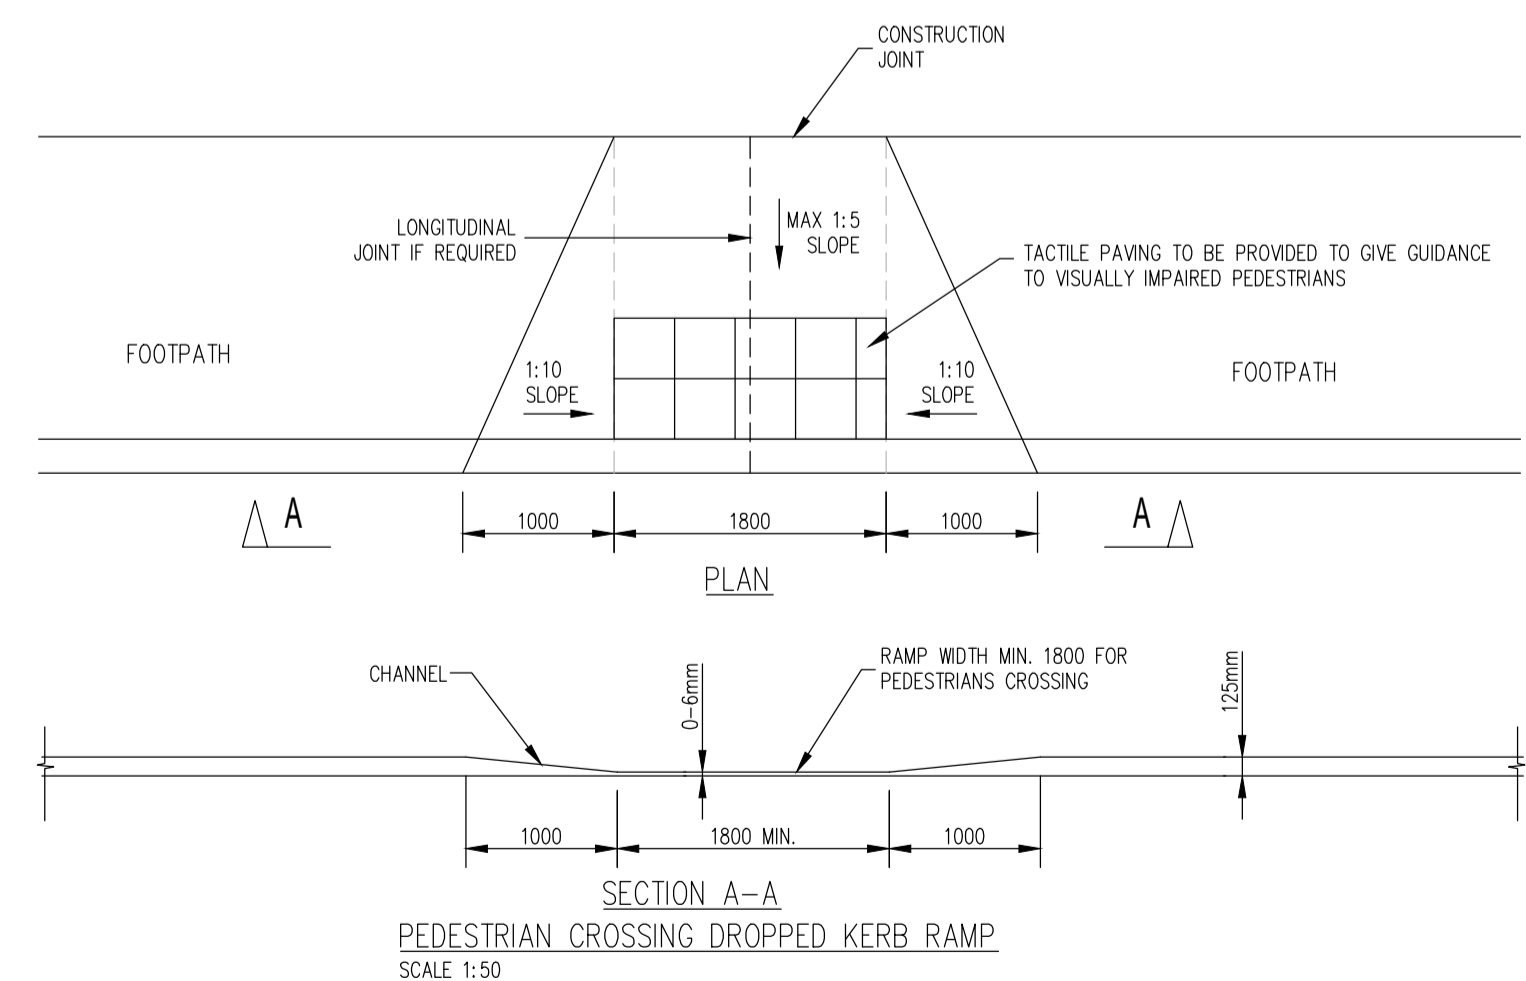 CONSTRUCTION
JOINT
LONGITUDINAL
JOINT IF REQUIRED
MAX 1:5
SLOPE
TACTILE PAVING TO BE PROVIDED TO GIVE GUIDANCE
TO VISUALLY IMPAIRED PEDESTRIANS
FOOTPATH
1:10
SLOPE
1:10
SLOPE
FOOTPATH
A
A
1000
1800
1000
PLAN
CHANNEL
0-6mm
RAMP WIDTH MIN. 1800 FOR
PEDESTRIANS CROSSING
125mm
1000
1800 MIN.
1000
SECTION A-A
PEDESTRIAN CROSSING DROPPED KERB RAMP
SCALE 1:50